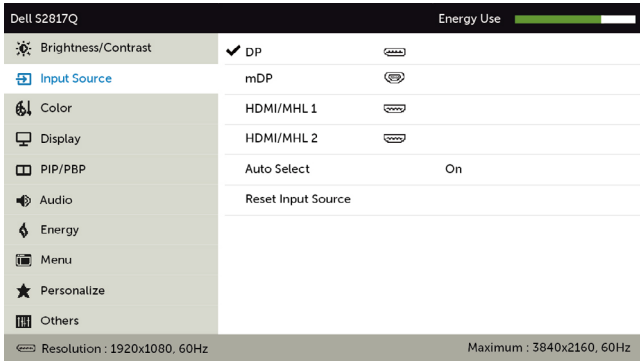 Dell S2817Q Energy Use
Brightness/Contrast
Input Source
Color
Display
PIP/PBP
Audio
Energy
Menu
Personalize
Others
DP
mDP
HDMI/MHL 1
HDMI/MHL 2
Auto Select On
Reset Input Source
Resolution : 1920x1080, 60Hz Maximum : 3840x2160, 60Hz